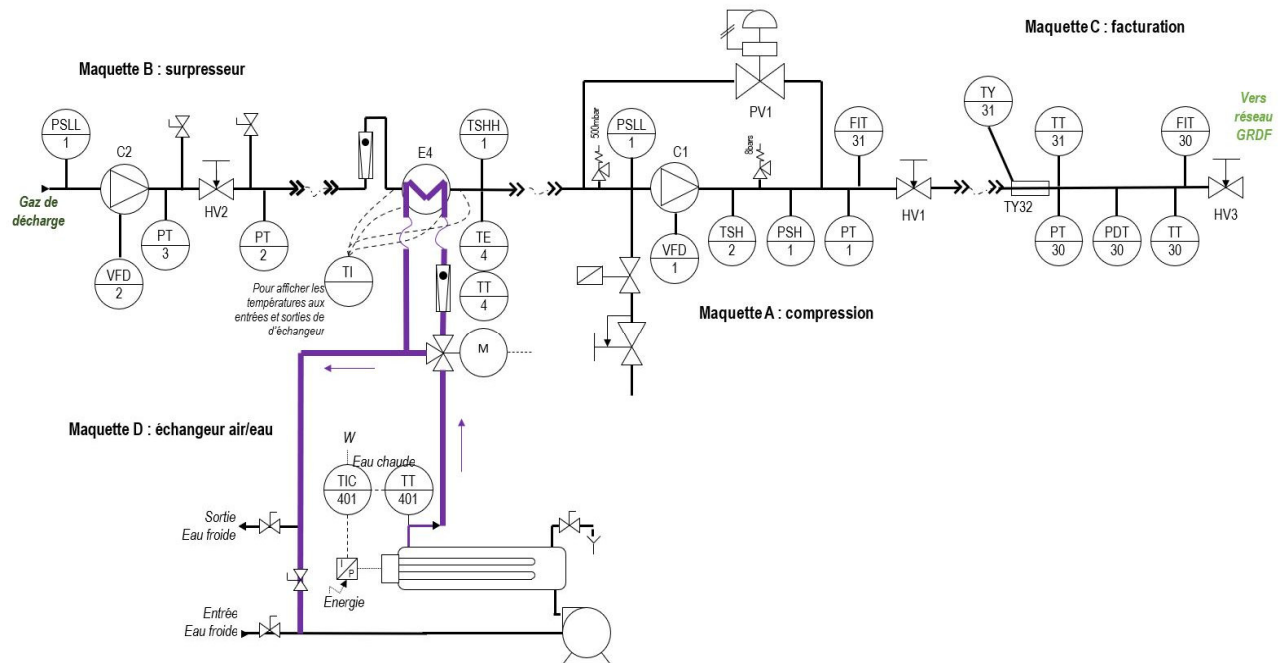 Maquette B : surpresseur
Maquette C : facturation
PSLL
1
C2
PT
3
VFD
2
HV2
PT
2
Gaz de
décharge
E4
TSHH
1
TE
4
TT
4
TI
Pour afficher les
températures aux
entrées et sorties de
d'échangeur
M
500mbar
PSLL
1
C1
VFD
1
PV1
8bars
TSH
2
PSH
1
PT
1
FIT
31
HV1
Maquette A : compression
TY
31
TY32
TT
31
PT
30
PDT
30
TT
30
FIT
30
HV3
Vers
réseau
GRDF
Maquette D : échangeur air/eau
W
Eau chaude
TIC
401
TT
401
I
P
Energie
Sortie
Eau froide
Entrée
Eau froide